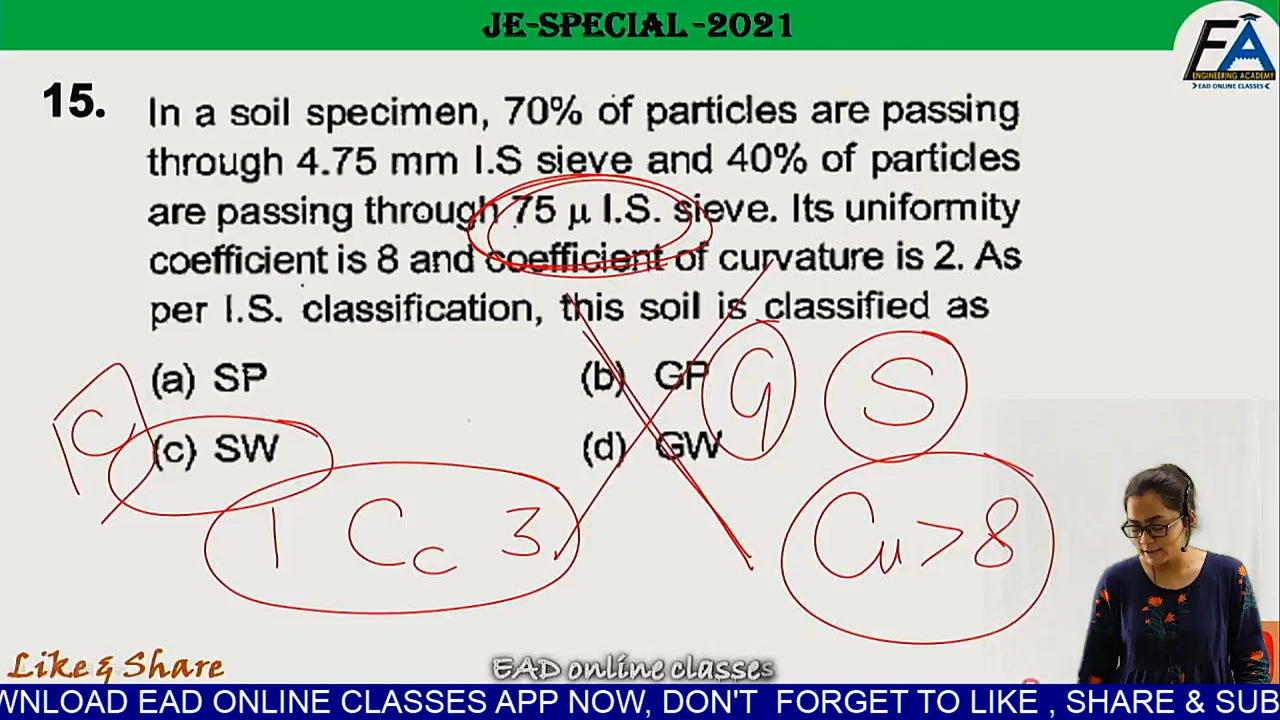 JE-SPECIAL -2021
EA
ENGINEERING ACADEMY
EAD ONLINE CLASSES
15.
In a soil specimen, 70% of particles are passing
through 4.75 mm I.S sieve and 40% of particles
are passing through 75 μ I.S. sieve. Its uniformity
coefficient is 8 and coefficient of curvature is 2. As
per I.S. classification, this soil is classified as
(a) SP
(b) GP
G
S
C
(c) SW
(d) GW
1 Cc 3
Cu > 8
Like & Share
EAD online classes
WNLOAD EAD ONLINE CLASSES APP NOW, DON'T FORGET TO LIKE , SHARE & SUB